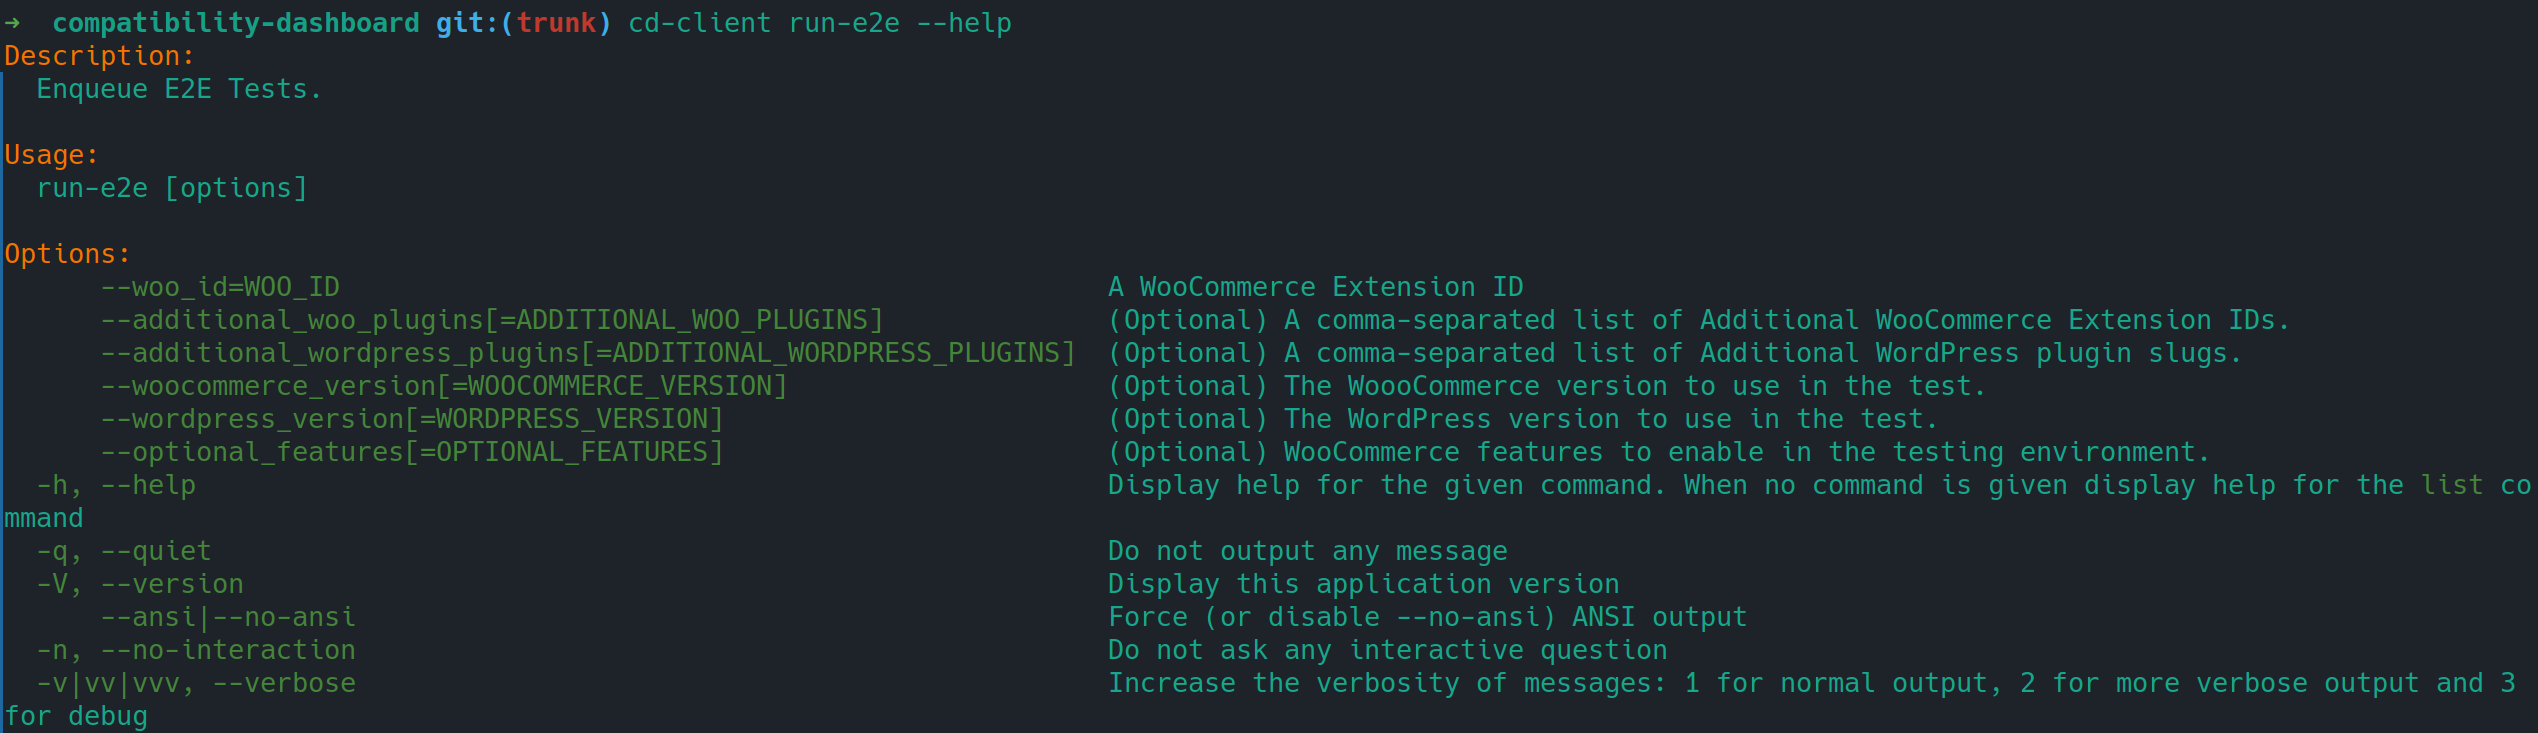 ➜  compatibility-dashboard git:(trunk) cd-client run-e2e --help
Description:
  Enqueue E2E Tests.

Usage:
  run-e2e [options]

Options:
      --woo_id=WOO_ID                                                A WooCommerce Extension ID
      --additional_woo_plugins[=ADDITIONAL_WOO_PLUGINS]              (Optional) A comma-separated list of Additional WooCommerce Extension IDs.
      --additional_wordpress_plugins[=ADDITIONAL_WORDPRESS_PLUGINS]  (Optional) A comma-separated list of Additional WordPress plugin slugs.
      --woocommerce_version[=WOOCOMMERCE_VERSION]                    (Optional) The WoooCommerce version to use in the test.
      --wordpress_version[=WORDPRESS_VERSION]                        (Optional) The WordPress version to use in the test.
      --optional_features[=OPTIONAL_FEATURES]                        (Optional) WooCommerce features to enable in the testing environment.
  -h, --help                                                         Display help for the given command. When no command is given display help for the list co
mmand
  -q, --quiet                                                        Do not output any message
  -V, --version                                                      Display this application version
      --ansi|--no-ansi                                               Force (or disable --no-ansi) ANSI output
  -n, --no-interaction                                               Do not ask any interactive question
  -v|vv|vvv, --verbose                                               Increase the verbosity of messages: 1 for normal output, 2 for more verbose output and 3
for debug